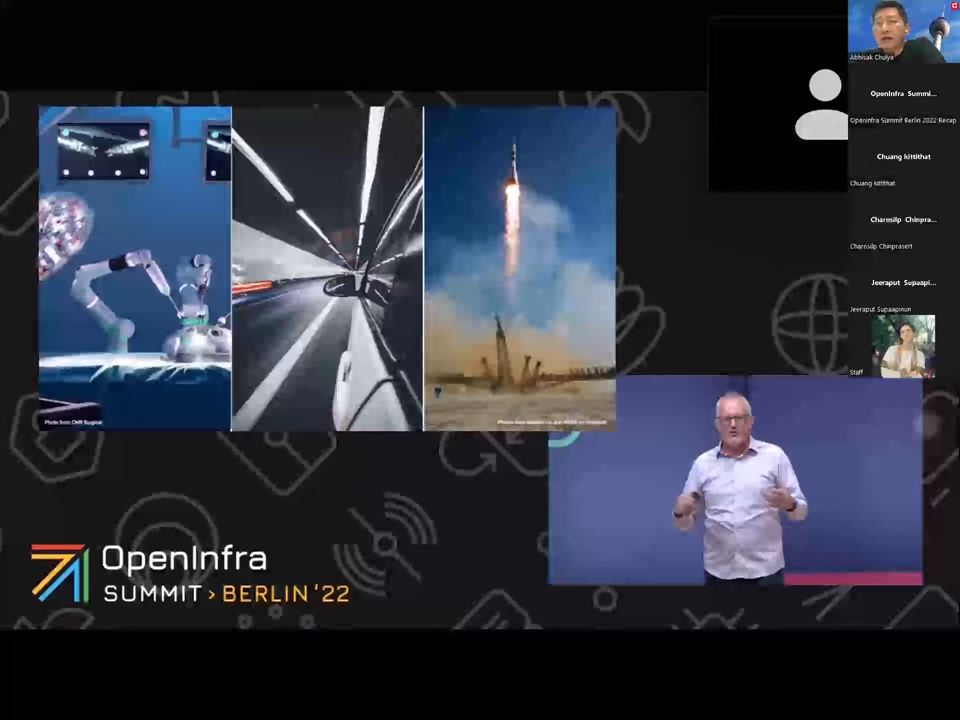 Abhisak Chulya
OpenInfra Summi...
Openinfra Summit Berlin 2022 Recap
Chuang kittithat
Chuang kittithat
Charnsilp Chinpra...
Charnsilp Chinprasert
Jeeraput Supaapi...
Jeeraput Supaapinun
Staff
Photo from CMR Surgical
OpenInfra
SUMMIT > BERLIN '22